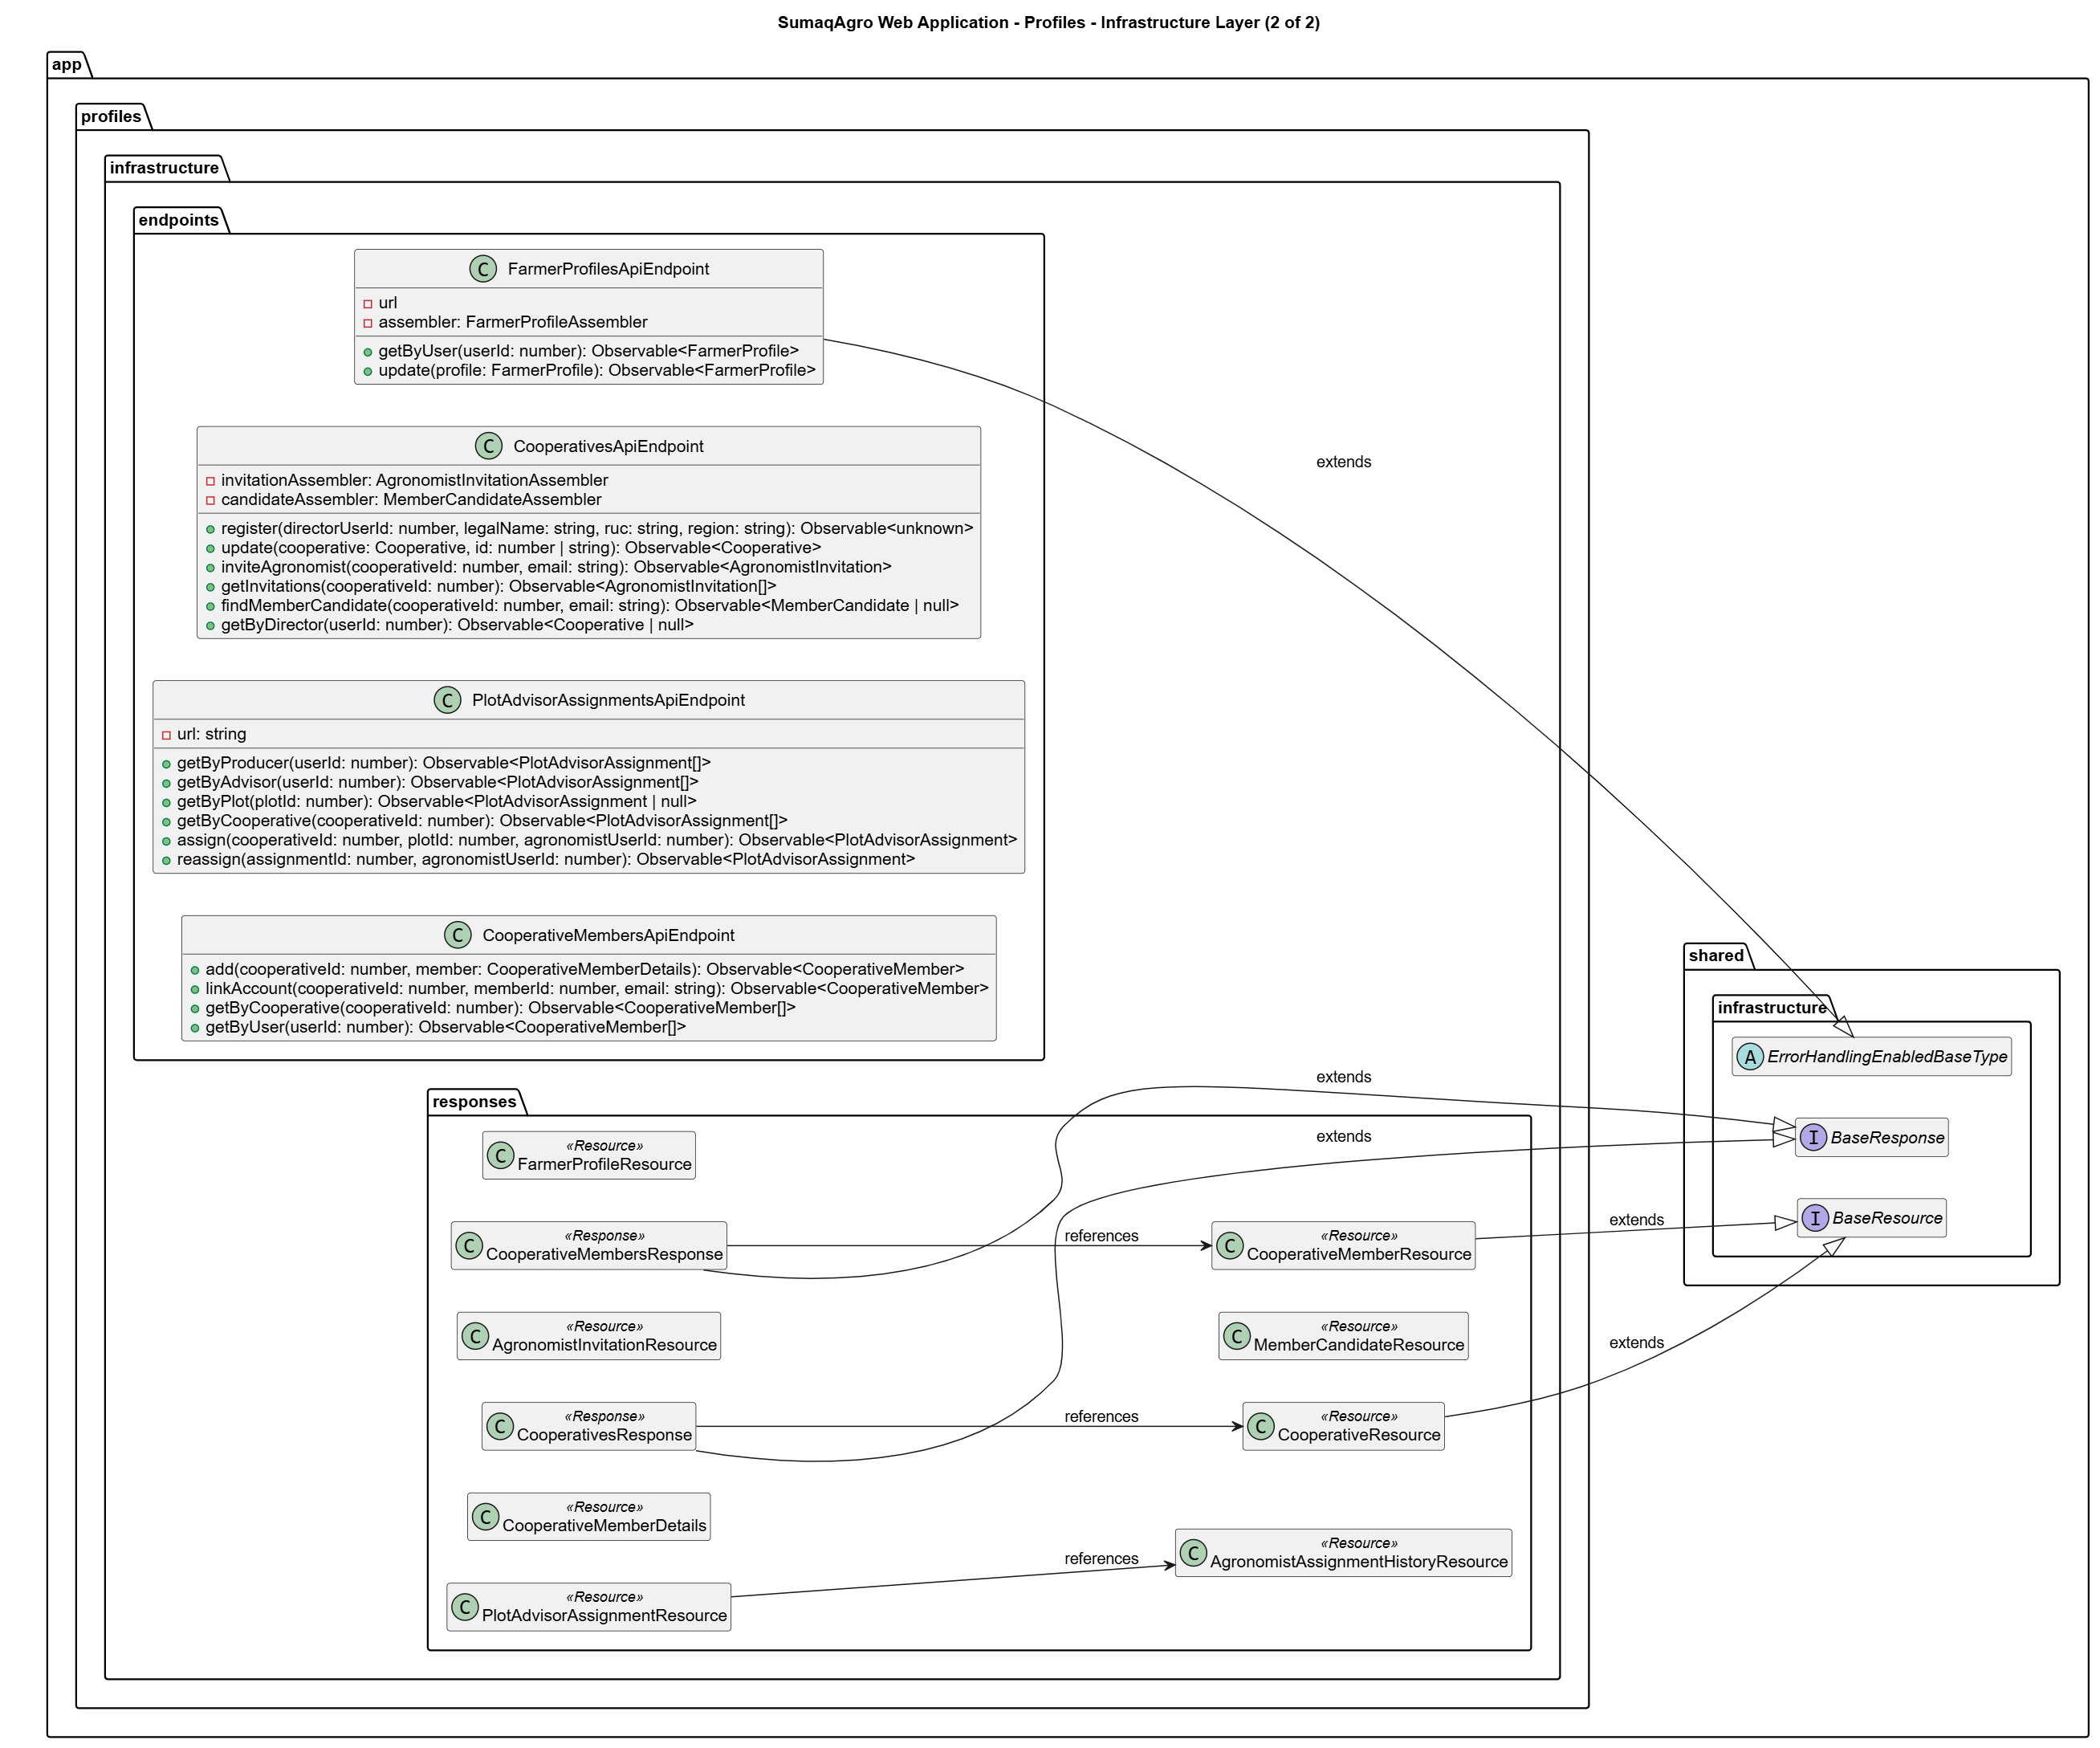 SumaqAgro Web Application - Profiles - Infrastructure Layer (2 of 2)
app
profiles
infrastructure
endpoints
C FarmerProfilesApiEndpoint
url
assembler: FarmerProfileAssembler
getByUser(userId: number): Observable<FarmerProfile>
update(profile: FarmerProfile): Observable<FarmerProfile>
extends
C CooperativesApiEndpoint
invitationAssembler: AgronomistInvitationAssembler
candidateAssembler: MemberCandidateAssembler
register(directorUserId: number, legalName: string, ruc: string, region: string): Observable<unknown>
update(cooperative: Cooperative, id: number | string): Observable<Cooperative>
inviteAgronomist(cooperativeId: number, email: string): Observable<AgronomistInvitation>
getInvitations(cooperativeId: number): Observable<AgronomistInvitation[]>
findMemberCandidate(cooperativeId: number, email: string): Observable<MemberCandidate | null>
getByDirector(userId: number): Observable<Cooperative | null>
C PlotAdvisorAssignmentsApiEndpoint
url: string
getByProducer(userId: number): Observable<PlotAdvisorAssignment[]>
getByAdvisor(userId: number): Observable<PlotAdvisorAssignment[]>
getByPlot(plotId: number): Observable<PlotAdvisorAssignment | null>
getByCooperative(cooperativeId: number): Observable<PlotAdvisorAssignment[]>
assign(cooperativeId: number, plotId: number, agronomistUserId: number): Observable<PlotAdvisorAssignment>
reassign(assignmentId: number, agronomistUserId: number): Observable<PlotAdvisorAssignment>
C CooperativeMembersApiEndpoint
add(cooperativeId: number, member: CooperativeMemberDetails): Observable<CooperativeMember>
linkAccount(cooperativeId: number, memberId: number, email: string): Observable<CooperativeMember>
getByCooperative(cooperativeId: number): Observable<CooperativeMember[]>
getByUser(userId: number): Observable<CooperativeMember[]>
shared
infrastructure
A ErrorHandlingEnabledBaseType
I BaseResponse
I BaseResource
extends
extends
extends
extends
responses
«Resource»
C FarmerProfileResource
«Response»
C CooperativeMembersResponse
references
«Resource»
C CooperativeMemberResource
«Resource»
C AgronomistInvitationResource
«Resource»
C MemberCandidateResource
«Response»
C CooperativesResponse
references
«Resource»
C CooperativeResource
«Resource»
C CooperativeMemberDetails
«Resource»
C PlotAdvisorAssignmentResource
references
«Resource»
C AgronomistAssignmentHistoryResource